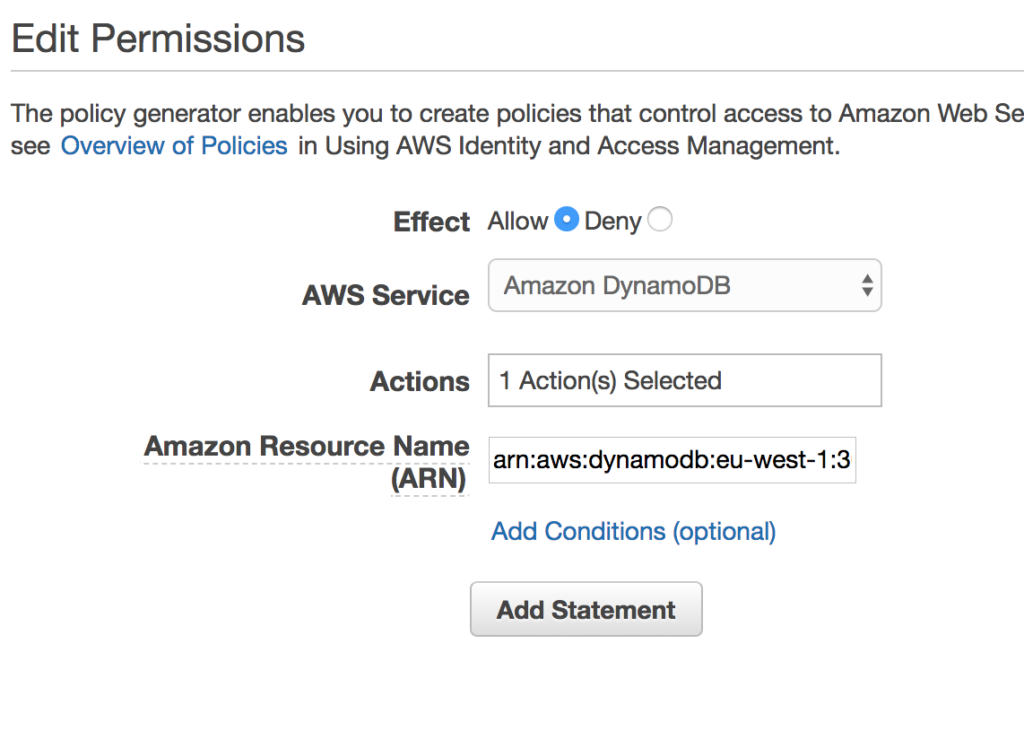 Edit Permissions
The policy generator enables you to create policies that control access to Amazon Web Se
see Overview of Policies in Using AWS Identity and Access Management.
Effect Allow Deny
AWS Service Amazon DynamoDB
Actions 1 Action(s) Selected
Amazon Resource Name
(ARN) arn:aws:dynamodb:eu-west-1:3
Add Conditions (optional)
Add Statement